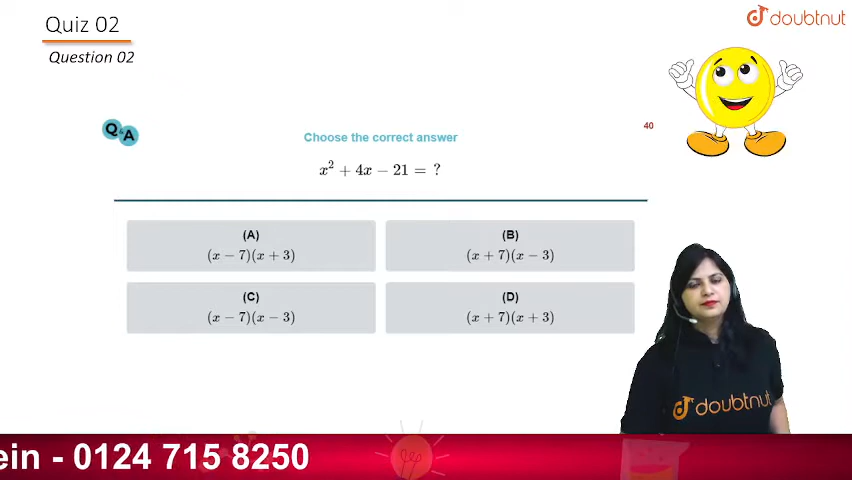 Quiz 02
doubtnut
Question 02
Q&A
Choose the correct answer
40
x² + 4x − 21 = ?
(A)
(x − 7)(x + 3)
(B)
(x + 7)(x − 3)
(C)
(x − 7)(x − 3)
(D)
(x + 7)(x + 3)
doubtnut
ein - 0124 715 8250